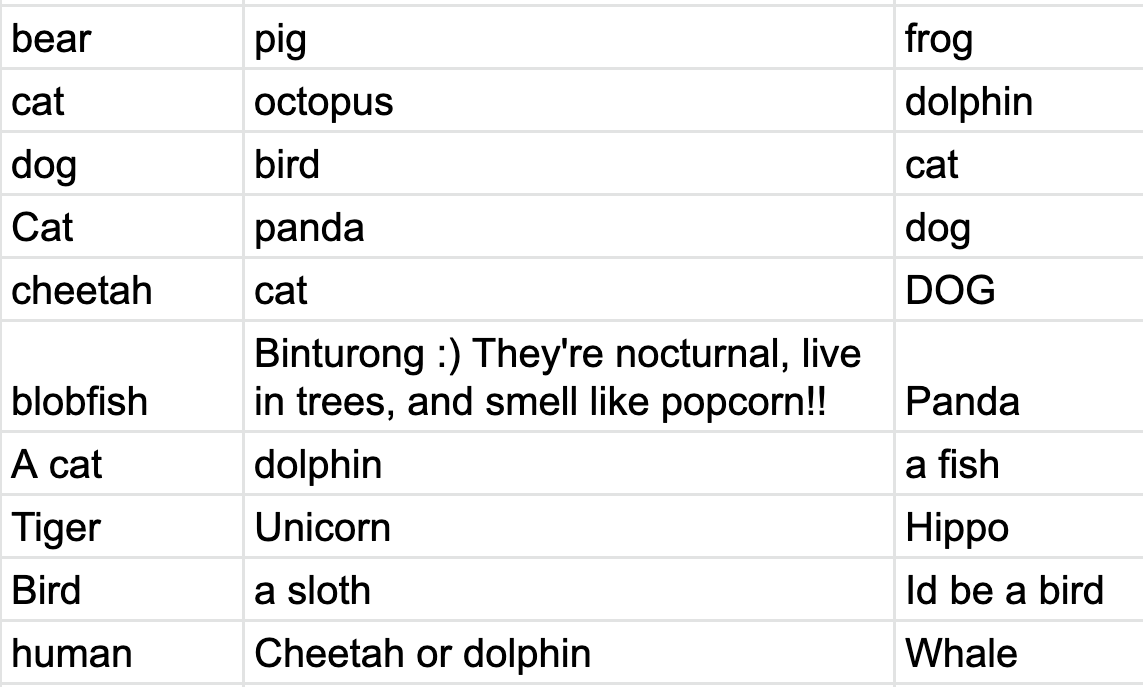 bear pig frog
cat octopus dolphin
dog bird cat
Cat panda dog
cheetah cat DOG
Binturong :) They're nocturnal, live
blobfish in trees, and smell like popcorn!! Panda
A cat dolphin a fish
Tiger Unicorn Hippo
Bird a sloth Id be a bird
human Cheetah or dolphin Whale